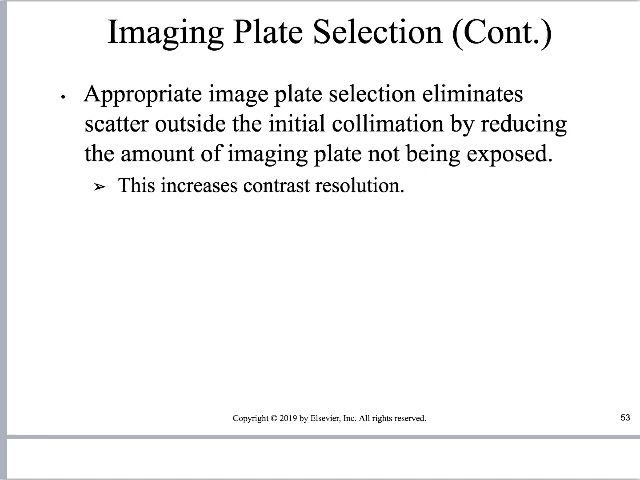 Imaging Plate Selection (Cont.)
• Appropriate image plate selection eliminates
scatter outside the initial collimation by reducing
the amount of imaging plate not being exposed.
➢ This increases contrast resolution.
Copyright © 2019 by Elsevier, Inc. All rights reserved.
53